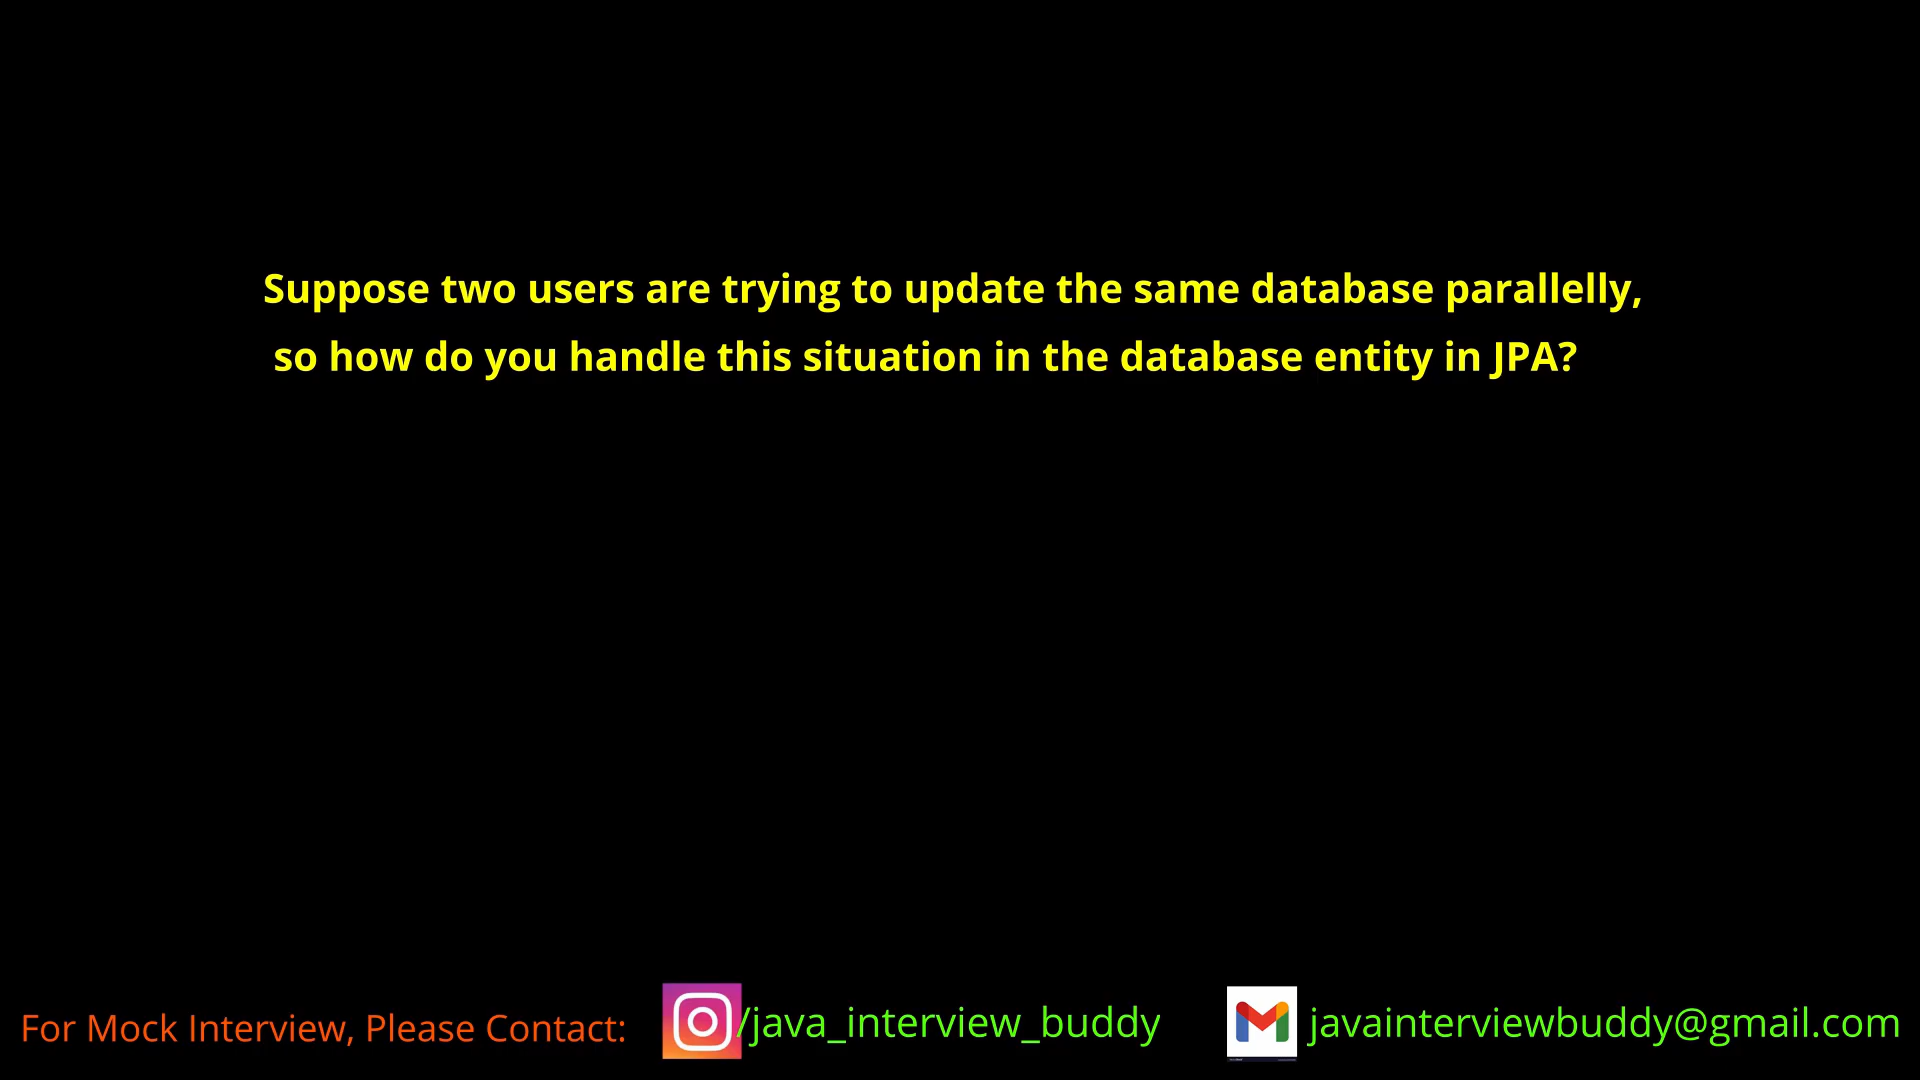 Suppose two users are trying to update the same database parallelly,
so how do you handle this situation in the database entity in JPA?
For Mock Interview, Please Contact: /java_interview_buddy javainterviewbuddy@gmail.com